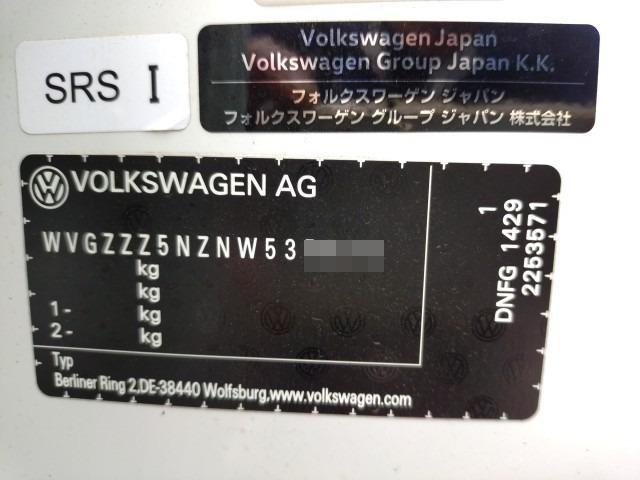 SRS I
Volkswagen Japan
Volkswagen Group Japan K.K.
フォルクスワーゲン ジャパン
フォルクスワーゲン グループ ジャパン 株式会社
VOLKSWAGEN AG
WVGZZZ5NZNW53
kg
kg
1- kg
2- kg
Typ
Berliner Ring 2,DE-38440 Wolfsburg,www.volkswagen.com
1
DNFG 1429
2253571